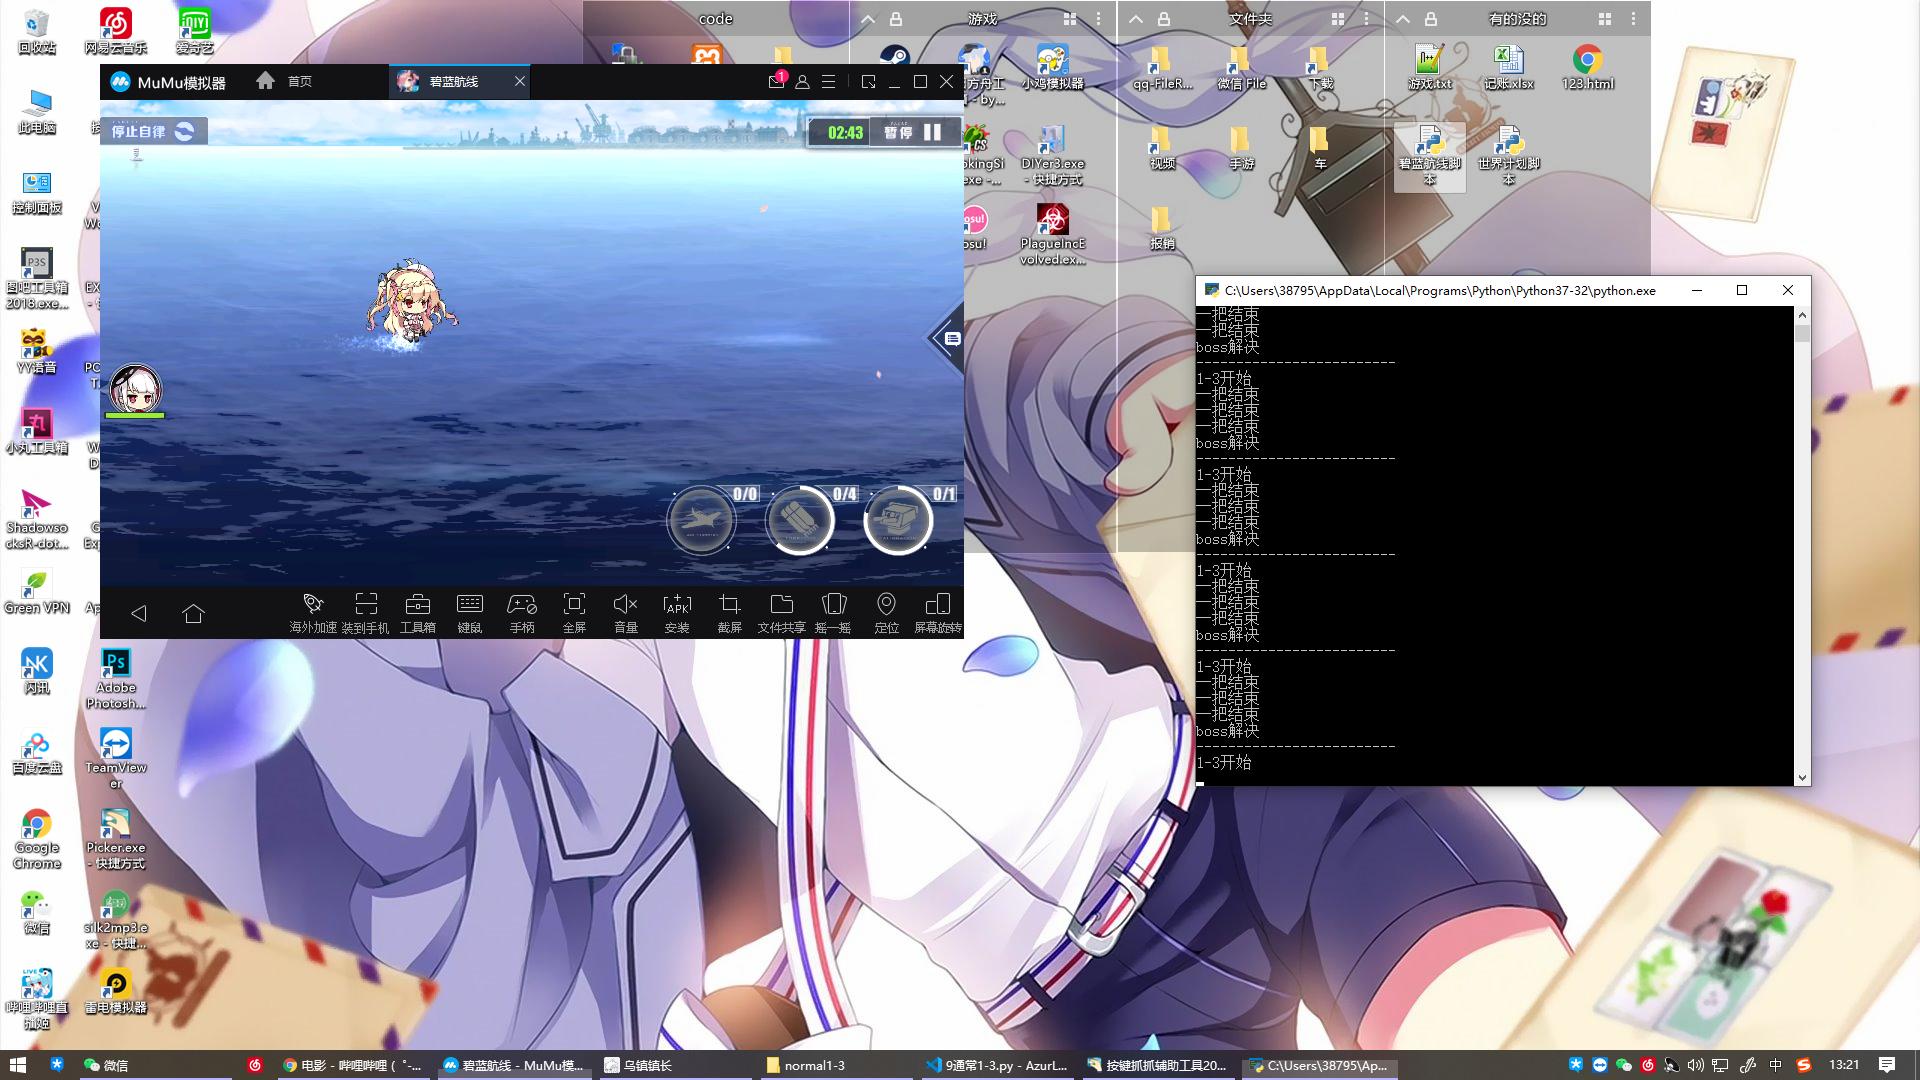 回收站
网易云音乐
爱奇艺
此电脑
控制面板
图吧工具箱
2018.exe...
YY语音
小丸工具箱
Shadowso
cksR-dot...
Green VPN
闪讯
Adobe
Photosh...
百度云盘
TeamView
er
Google
Chrome
Picker.exe
- 快捷方式
微信
silk2mp3.e
xe - 快捷...
哔哩哔哩直
播姬
雷电模拟器
code
游戏
文件夹
有的没的
小鸡模拟器
DIYer3.exe
- 快捷方式
osu!
PlagueIncE
volved.ex...
qq-FileR...
微信 File
下载
视频
手游
车
报销
游戏.txt
记账.xlsx
123.html
碧蓝航线脚
本
世界计划脚
本
MuMu模拟器
首页
碧蓝航线
1
停止自律
02:43
暂停
0/0
0/4
0/1
海外加速
装到手机
工具箱
键鼠
手柄
全屏
音量
安装
截屏
文件共享
摇一摇
定位
屏幕旋转
C:\Users\38795\AppData\Local\Programs\Python\Python37-32\python.exe
一把结束
一把结束
boss解决
-------------------------
1-3开始
一把结束
一把结束
一把结束
boss解决
-------------------------
1-3开始
一把结束
一把结束
一把结束
boss解决
-------------------------
1-3开始
一把结束
一把结束
一把结束
boss解决
-------------------------
1-3开始
一把结束
一把结束
一把结束
boss解决
-------------------------
1-3开始
微信
电影 - 哔哩哔哩 ( ゜-...
碧蓝航线 - MuMu模...
乌镇镇长
normal1-3
9通常1-3.py - AzurL...
按键抓抓辅助工具20...
C:\Users\38795\Ap...
中
13:21